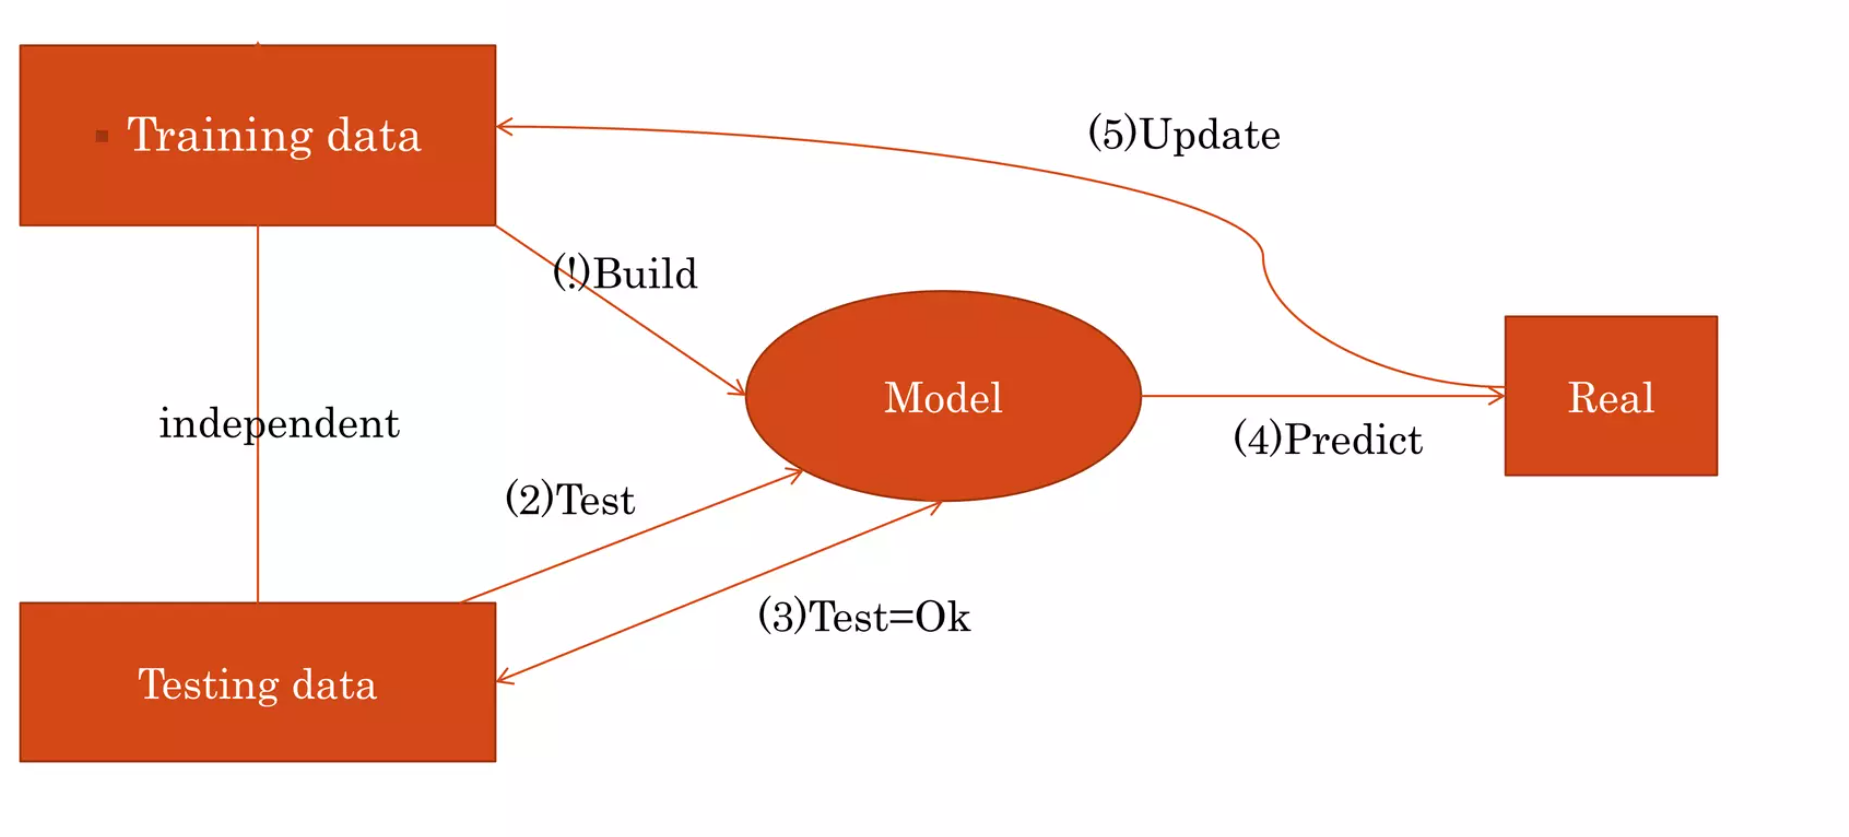 ▪ Training data
(5)Update
(!)Build
Model
Real
independent
(4)Predict
(2)Test
(3)Test=Ok
Testing data